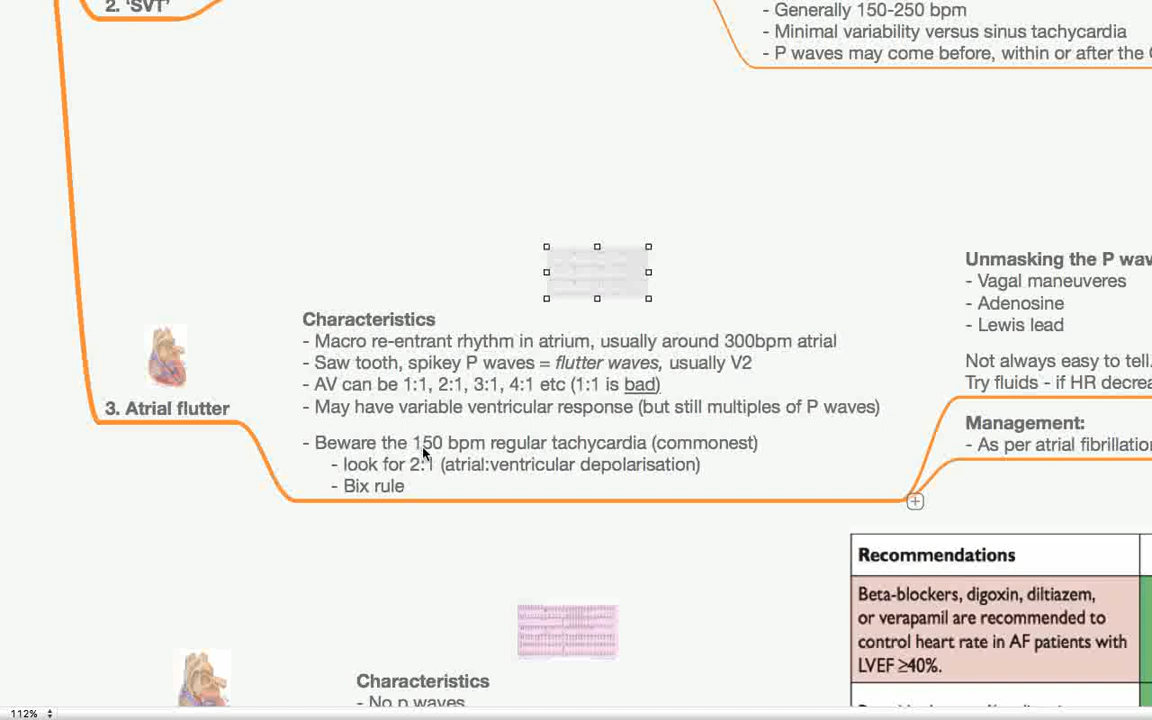 2. 'SVT'
- Generally 150-250 bpm
- Minimal variability versus sinus tachycardia
- P waves may come before, within or after the
Characteristics
- Macro re-entrant rhythm in atrium, usually around 300bpm atrial
- Saw tooth, spikey P waves = flutter waves, usually V2
- AV can be 1:1, 2:1, 3:1, 4:1 etc (1:1 is bad)
- May have variable ventricular response (but still multiples of P waves)
- Beware the 150 bpm regular tachycardia (commonest)
- look for 2:1 (atrial:ventricular depolarisation)
- Bix rule
3. Atrial flutter
Unmasking the P wav
- Vagal maneuveres
- Adenosine
- Lewis lead
Not always easy to tell.
Try fluids - if HR decrea
Management:
- As per atrial fibrillatio
Recommendations
Beta-blockers, digoxin, diltiazem,
or verapamil are recommended to
control heart rate in AF patients with
LVEF ≥40%.
Characteristics
- No p waves
112%